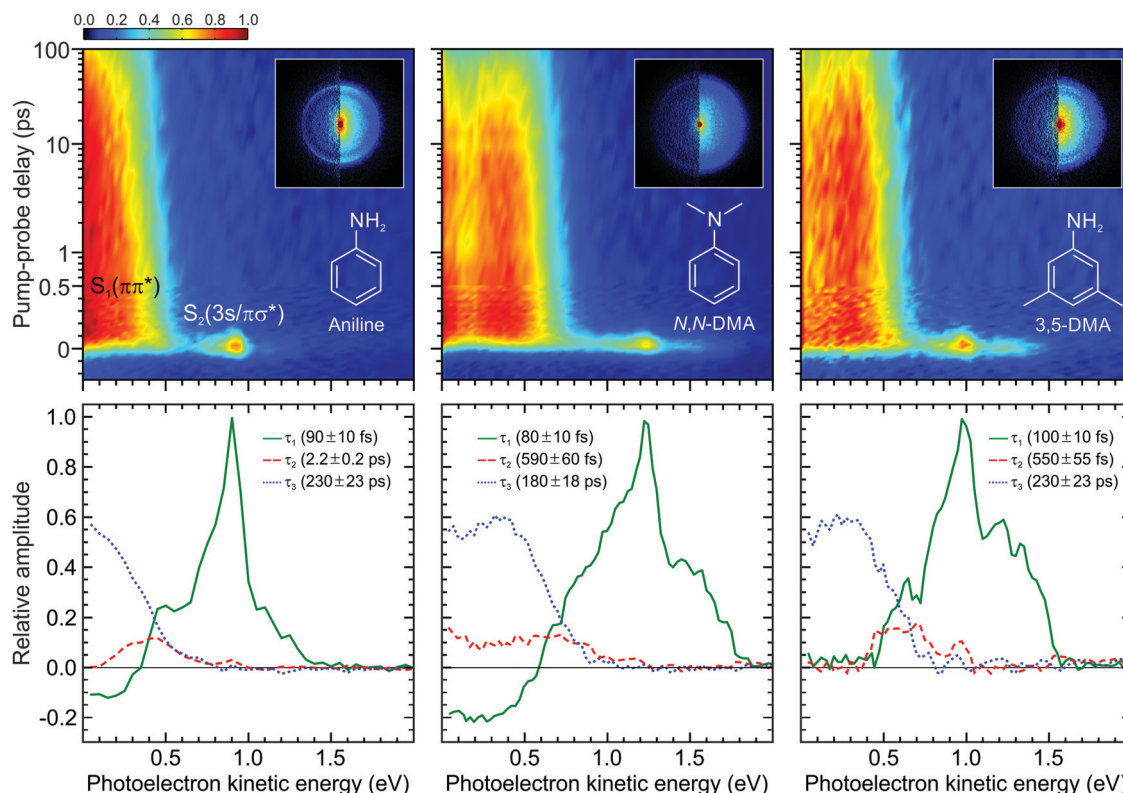 0.0 0.2 0.4 0.6 0.8 1.0
Pump-probe delay (ps)
100
10
1
0.5
0
S₁(ππ*)
S₂(3s/πσ*)
NH₂
Aniline
N
N,N-DMA
NH₂
3,5-DMA
Relative amplitude
1.0
0.8
0.6
0.4
0.2
0.0
-0.2
τ₁ (90±10 fs)
τ₂ (2.2±0.2 ps)
τ₃ (230±23 ps)
τ₁ (80±10 fs)
τ₂ (590±60 fs)
τ₃ (180±18 ps)
τ₁ (100±10 fs)
τ₂ (550±55 fs)
τ₃ (230±23 ps)
0.5 1.0 1.5
0.5 1.0 1.5
0.5 1.0 1.5
Photoelectron kinetic energy (eV)
Photoelectron kinetic energy (eV)
Photoelectron kinetic energy (eV)